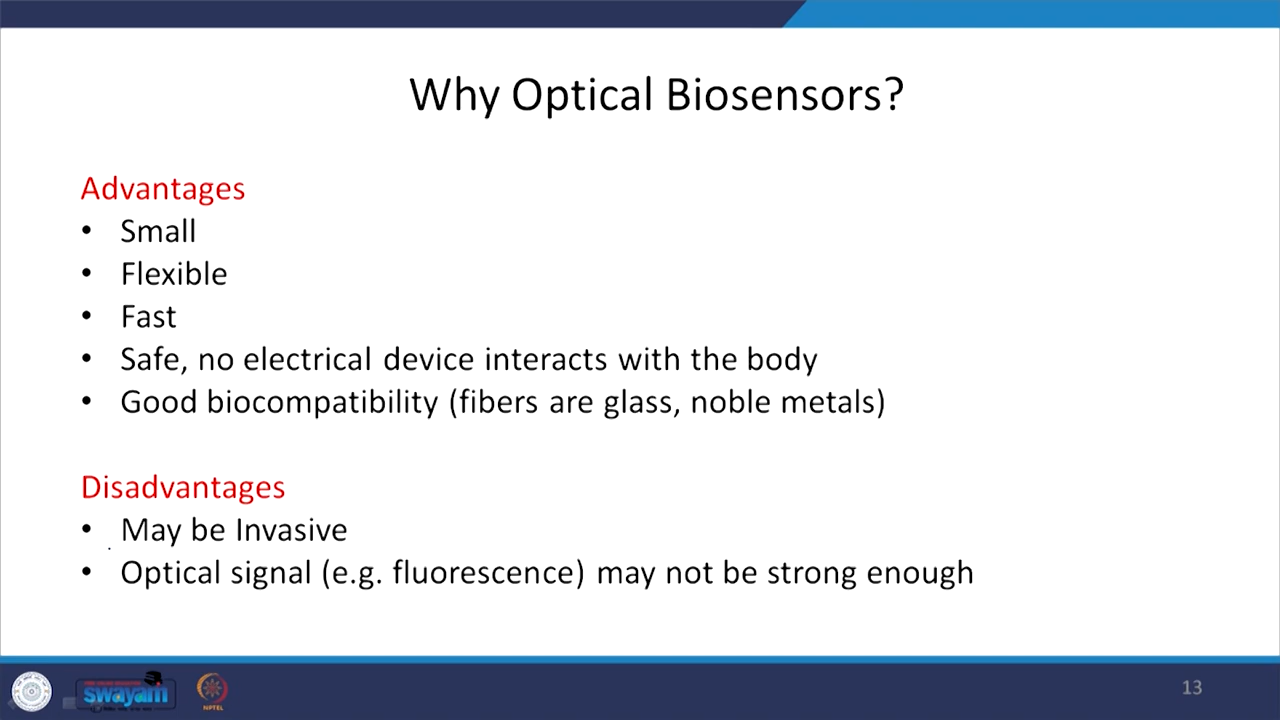 Why Optical Biosensors?
Advantages
• Small
• Flexible
• Fast
• Safe, no electrical device interacts with the body
• Good biocompatibility (fibers are glass, noble metals)
Disadvantages
• May be Invasive
• Optical signal (e.g. fluorescence) may not be strong enough
swayam
NPTEL
13